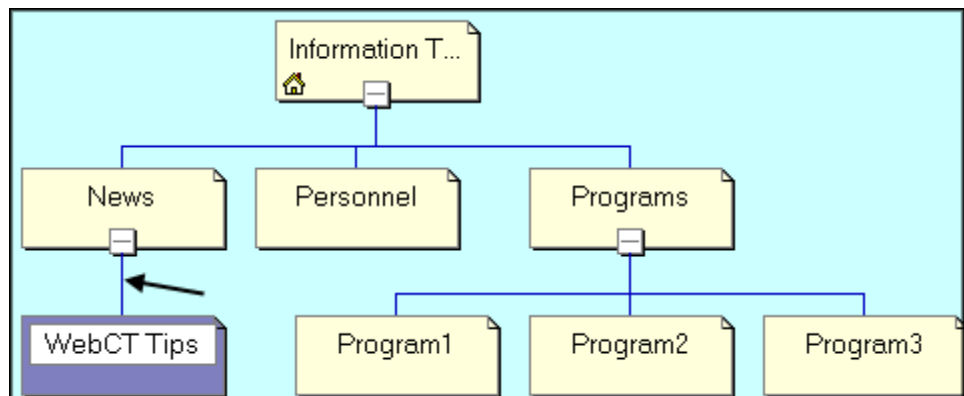 Information T...
News
Personnel
Programs
WebCT Tips
Program1
Program2
Program3